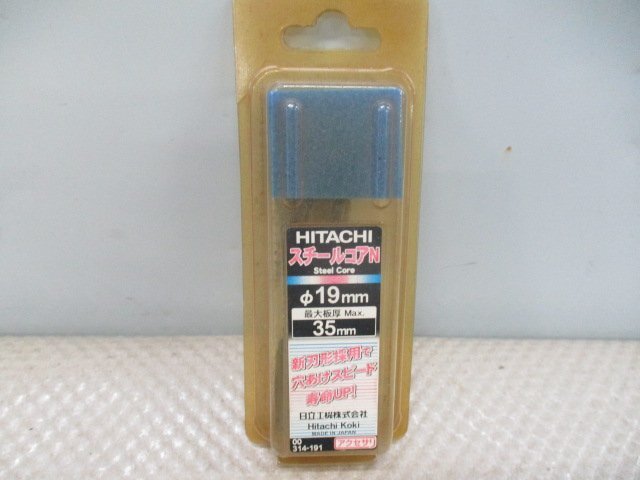 HITACHI
スチールコアN
Steel Core
φ19mm
最大板厚 Max.
35mm
新刃形採用で
穴あけスピード
寿命UP!
日立工機株式会社
Hitachi Koki
MADE IN JAPAN
00
314-191
アクセサリ